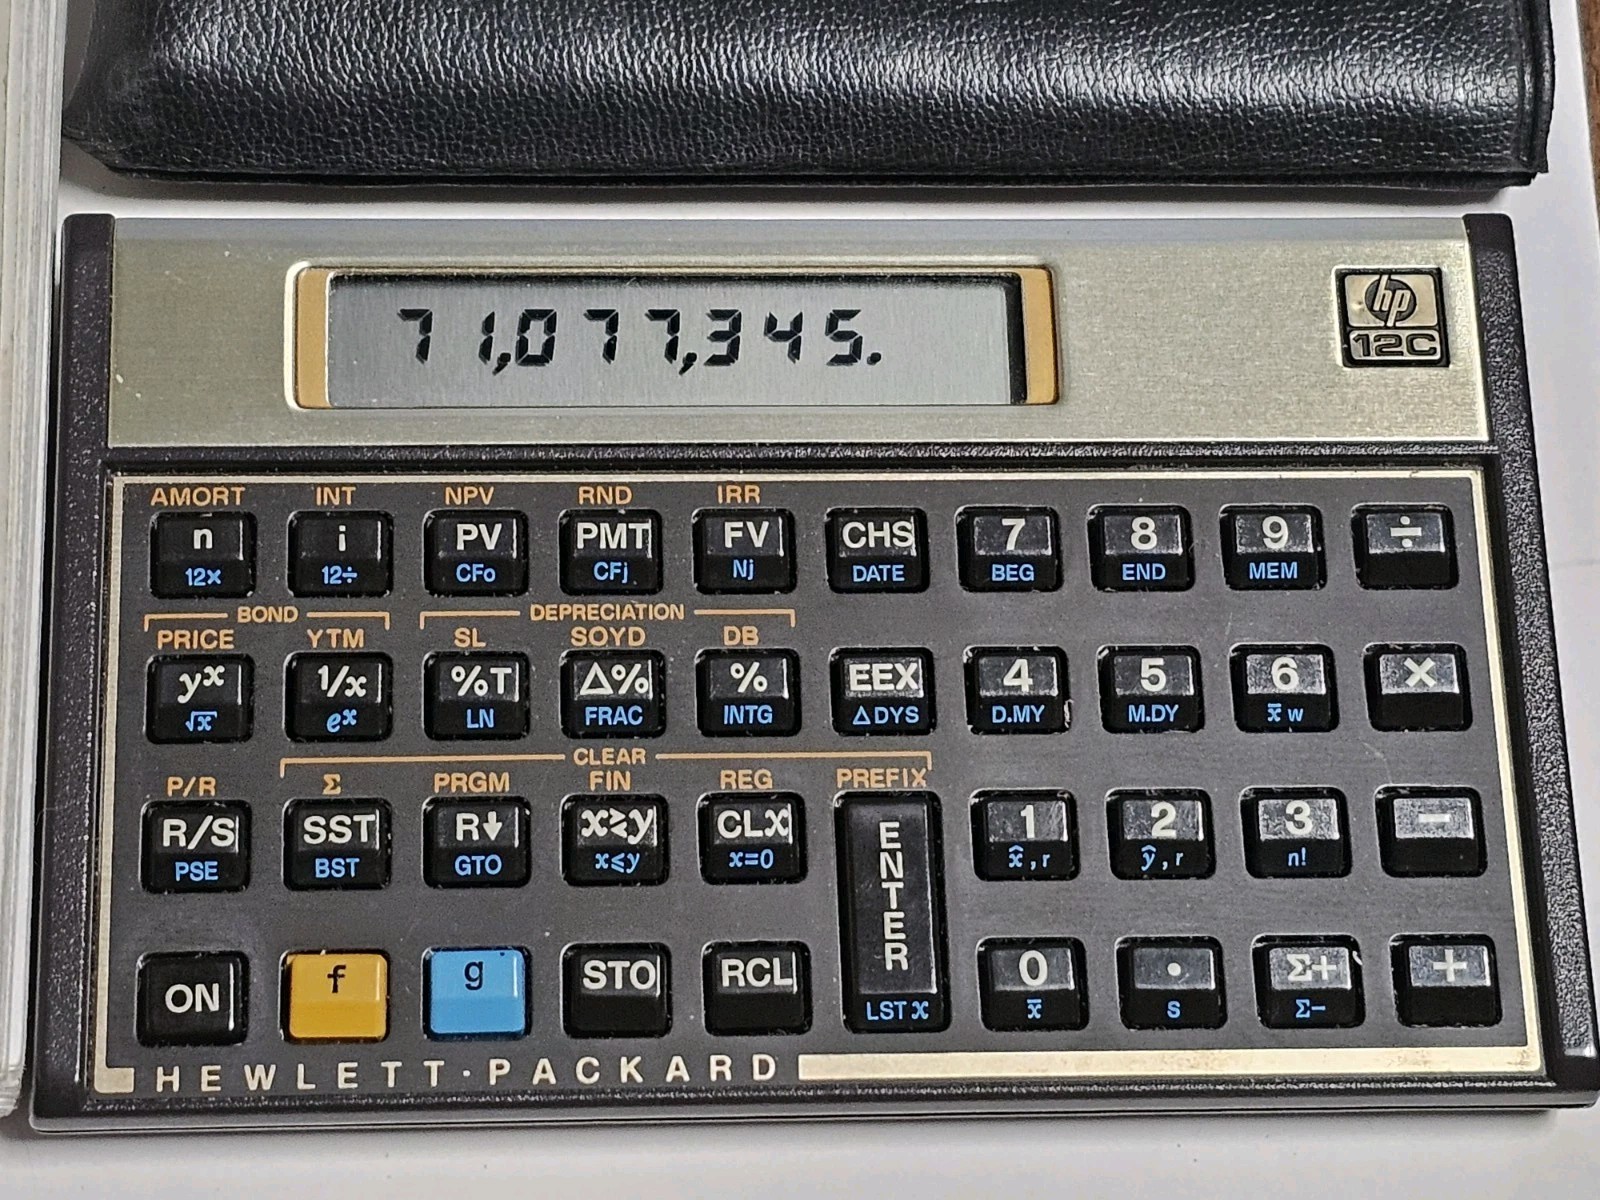 71,077,345.
hp
12C
AMORT INT NPV RND IRR
n i PV PMT FV CHS 7 8 9 ÷
12× 12÷ CFo CFj Nj DATE BEG END MEM
BOND DEPRECIATION
PRICE YTM SL SOYD DB
yˣ 1/x %T Δ% % EEX 4 5 6 ×
√x eˣ LN FRAC INTG ΔDYS D.MY M.DY x̄ w
CLEAR
P/R Σ PRGM FIN REG PREFIX
R/S SST R↓ x≷y CLx ENTER 1 2 3 −
PSE BST GTO x≤y x=0 x̂,r ŷ,r n!
ON f g STO RCL 0 • Σ+ +
LST x x̄ s Σ−
HEWLETT·PACKARD